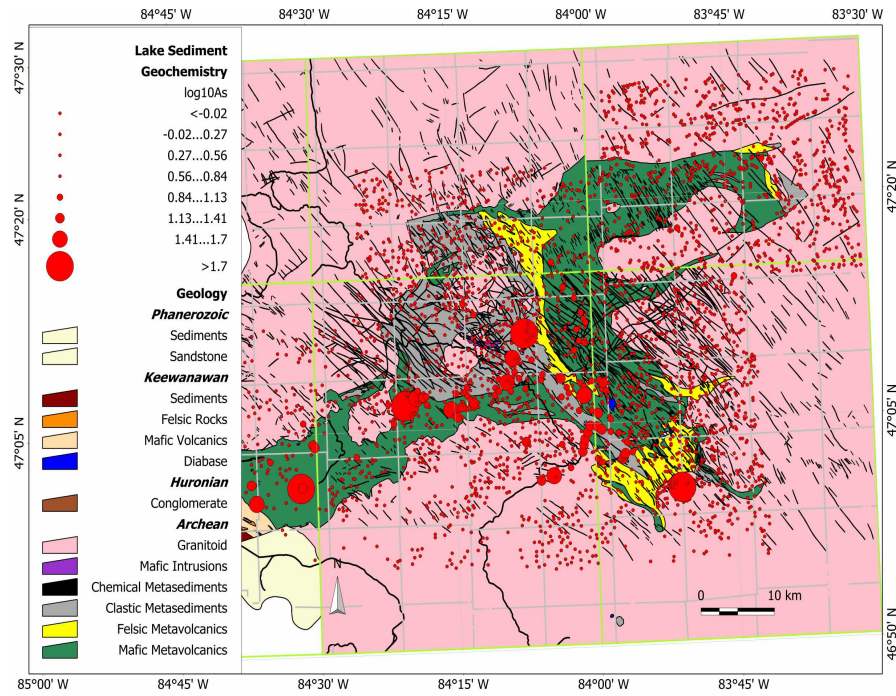 84°45' W 84°30' W 84°15' W 84°00' W 83°45' W 83°30' W
47°30' N
47°20' N
47°05' N
Lake Sediment
Geochemistry
log10As
<-0.02
-0.02...0.27
0.27...0.56
0.56...0.84
0.84...1.13
1.13...1.41
1.41...1.7
>1.7
Geology
Phanerozoic
Sediments
Sandstone
Keewanawan
Sediments
Felsic Rocks
Mafic Volcanics
Diabase
Huronian
Conglomerate
Archean
Granitoid
Mafic Intrusions
Chemical Metasediments
Clastic Metasediments
Felsic Metavolcanics
Mafic Metavolcanics
N
0 10 km
47°20' N
47°05' N
46°50' N
85°00' W 84°45' W 84°30' W 84°15' W 84°00' W 83°45' W